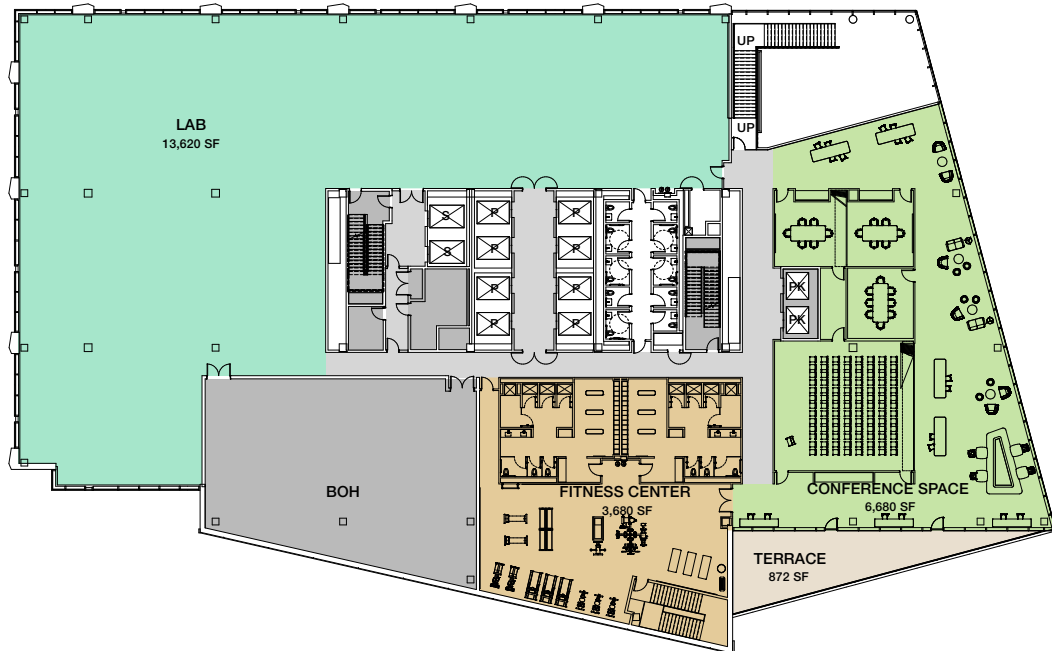 UP
UP
LAB
13,620 SF
S
S
P
P
P
P
P
P
P
P
PK
PK
BOH
FITNESS CENTER
3,680 SF
CONFERENCE SPACE
6,680 SF
TERRACE
872 SF